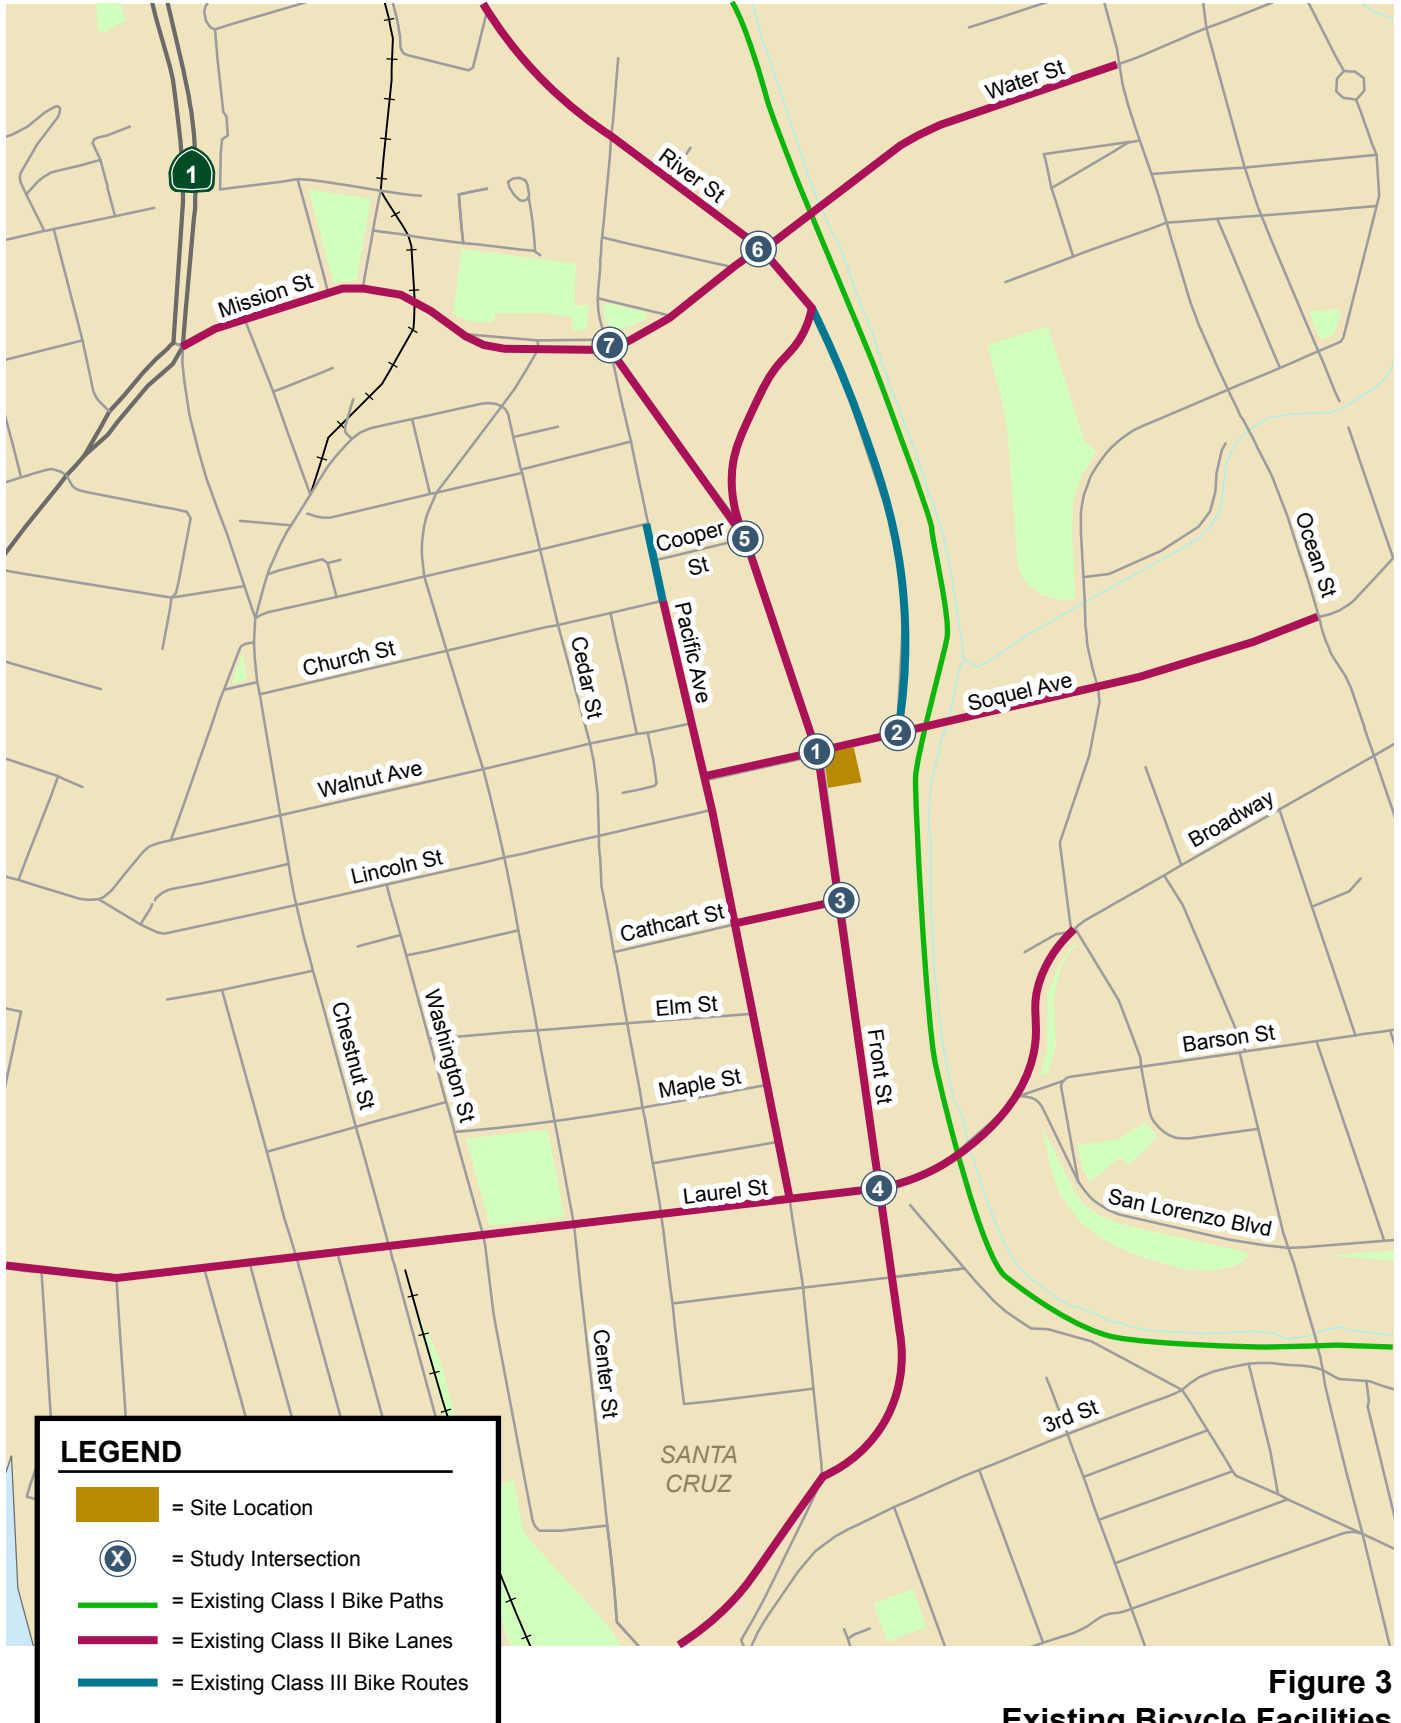 Water St
River St
1
6
Mission St
7
Cooper
St
5
Ocean St
Pacific Ave
Church St
Cedar St
Soquel Ave
2
1
Walnut Ave
Broadway
Lincoln St
3
Cathcart St
Elm St
Chestnut St
Washington St
Front St
Barson St
Maple St
Laurel St
4
San Lorenzo Blvd
Center St
3rd St
SANTA
CRUZ
LEGEND
= Site Location
X = Study Intersection
= Existing Class I Bike Paths
= Existing Class II Bike Lanes
= Existing Class III Bike Routes
Figure 3
Existing Bicycle Facilities